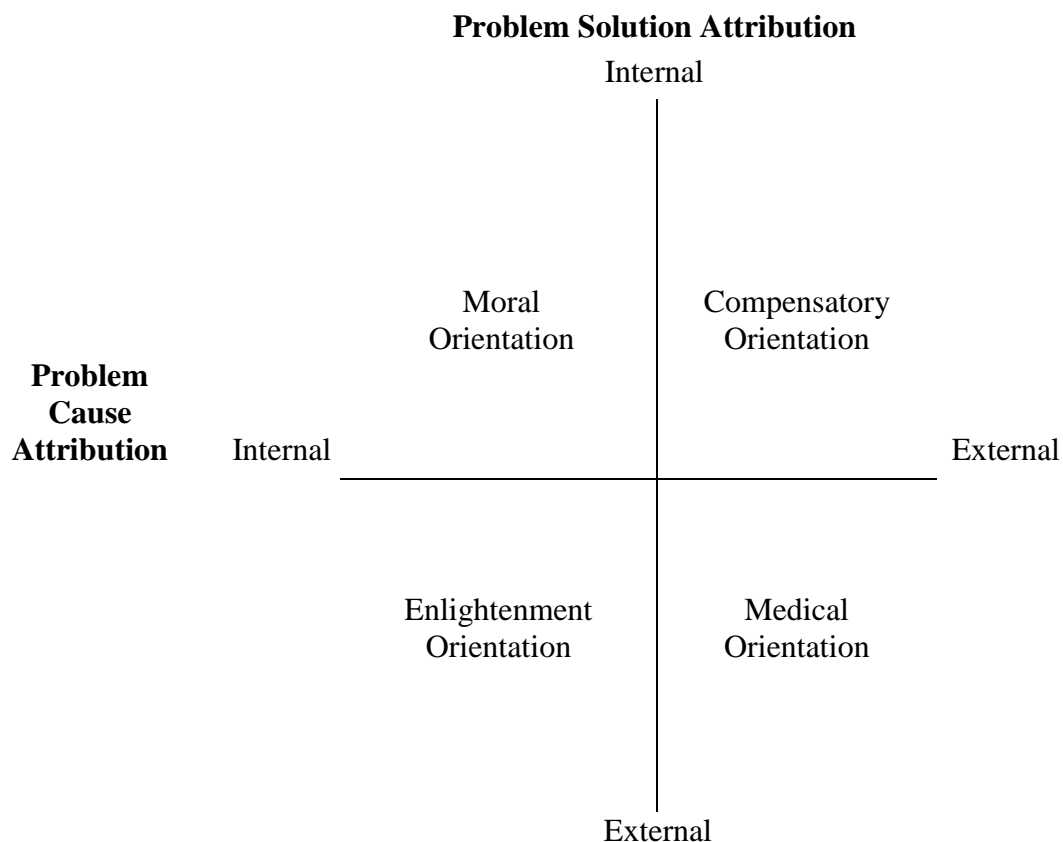 Problem Solution Attribution
Internal
Moral
Orientation
Compensatory
Orientation
Problem
Cause
Attribution
Internal
External
Enlightenment
Orientation
Medical
Orientation
External